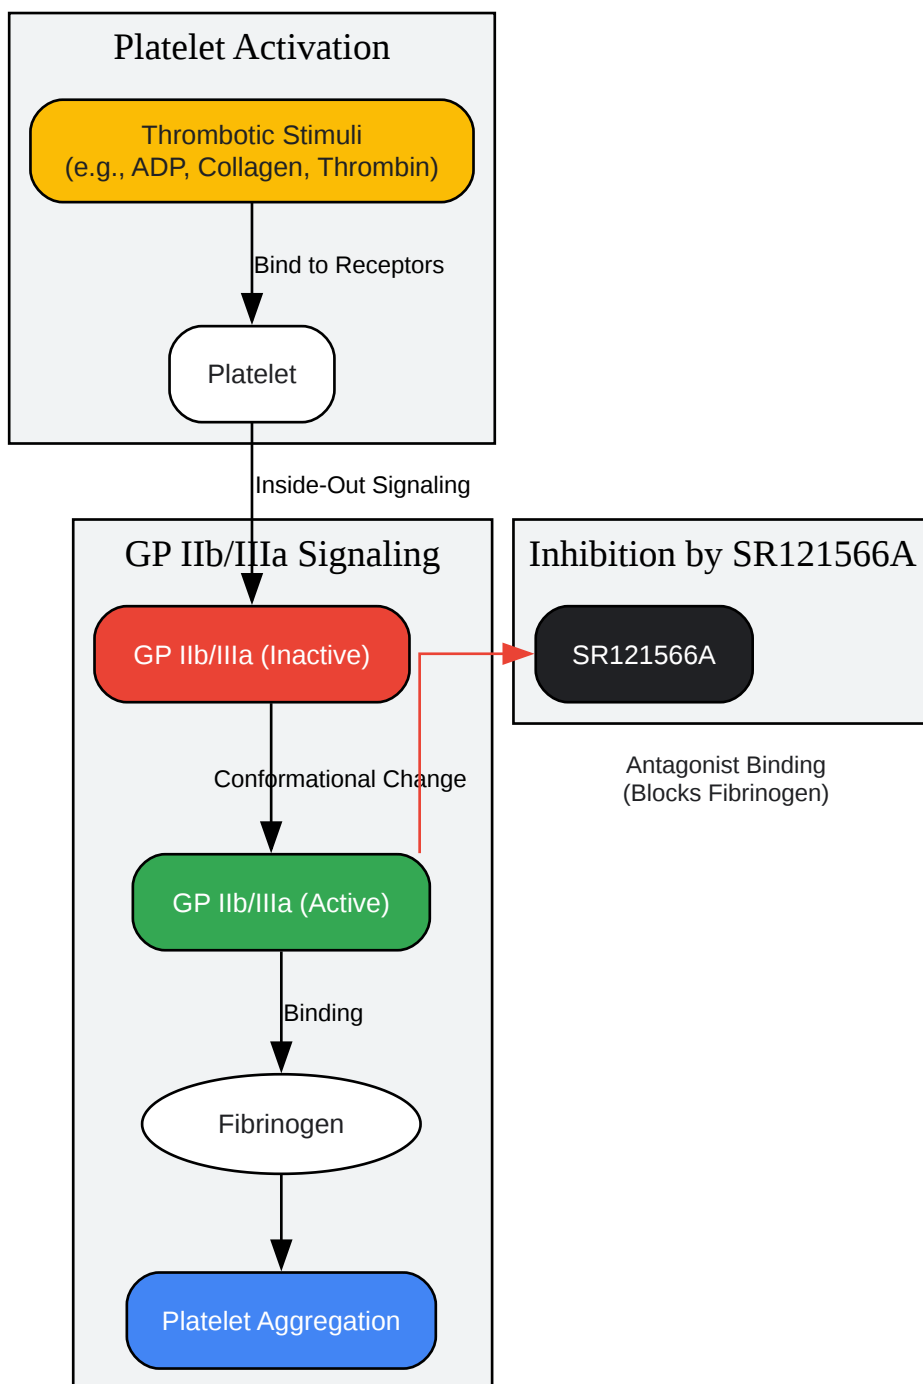 Platelet Activation
Thrombotic Stimuli
(e.g., ADP, Collagen, Thrombin)
Bind to Receptors
Platelet
Inside-Out Signaling
GP IIb/IIIa Signaling
Inhibition by SR121566A
GP IIb/IIIa (Inactive)
SR121566A
Conformational Change
Antagonist Binding
(Blocks Fibrinogen)
GP IIb/IIIa (Active)
Binding
Fibrinogen
Platelet Aggregation